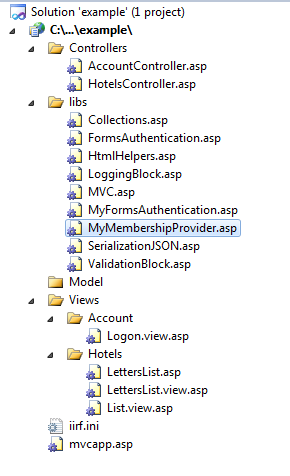 Solution 'example' (1 project)
C:\...\example\
Controllers
AccountController.asp
HotelsController.asp
libs
Collections.asp
FormsAuthentication.asp
HtmlHelpers.asp
LoggingBlock.asp
MVC.asp
MyFormsAuthentication.asp
MyMembershipProvider.asp
SerializationJSON.asp
ValidationBlock.asp
Model
Views
Account
Logon.view.asp
Hotels
LettersList.asp
LettersList.view.asp
List.view.asp
iirf.ini
mvcapp.asp